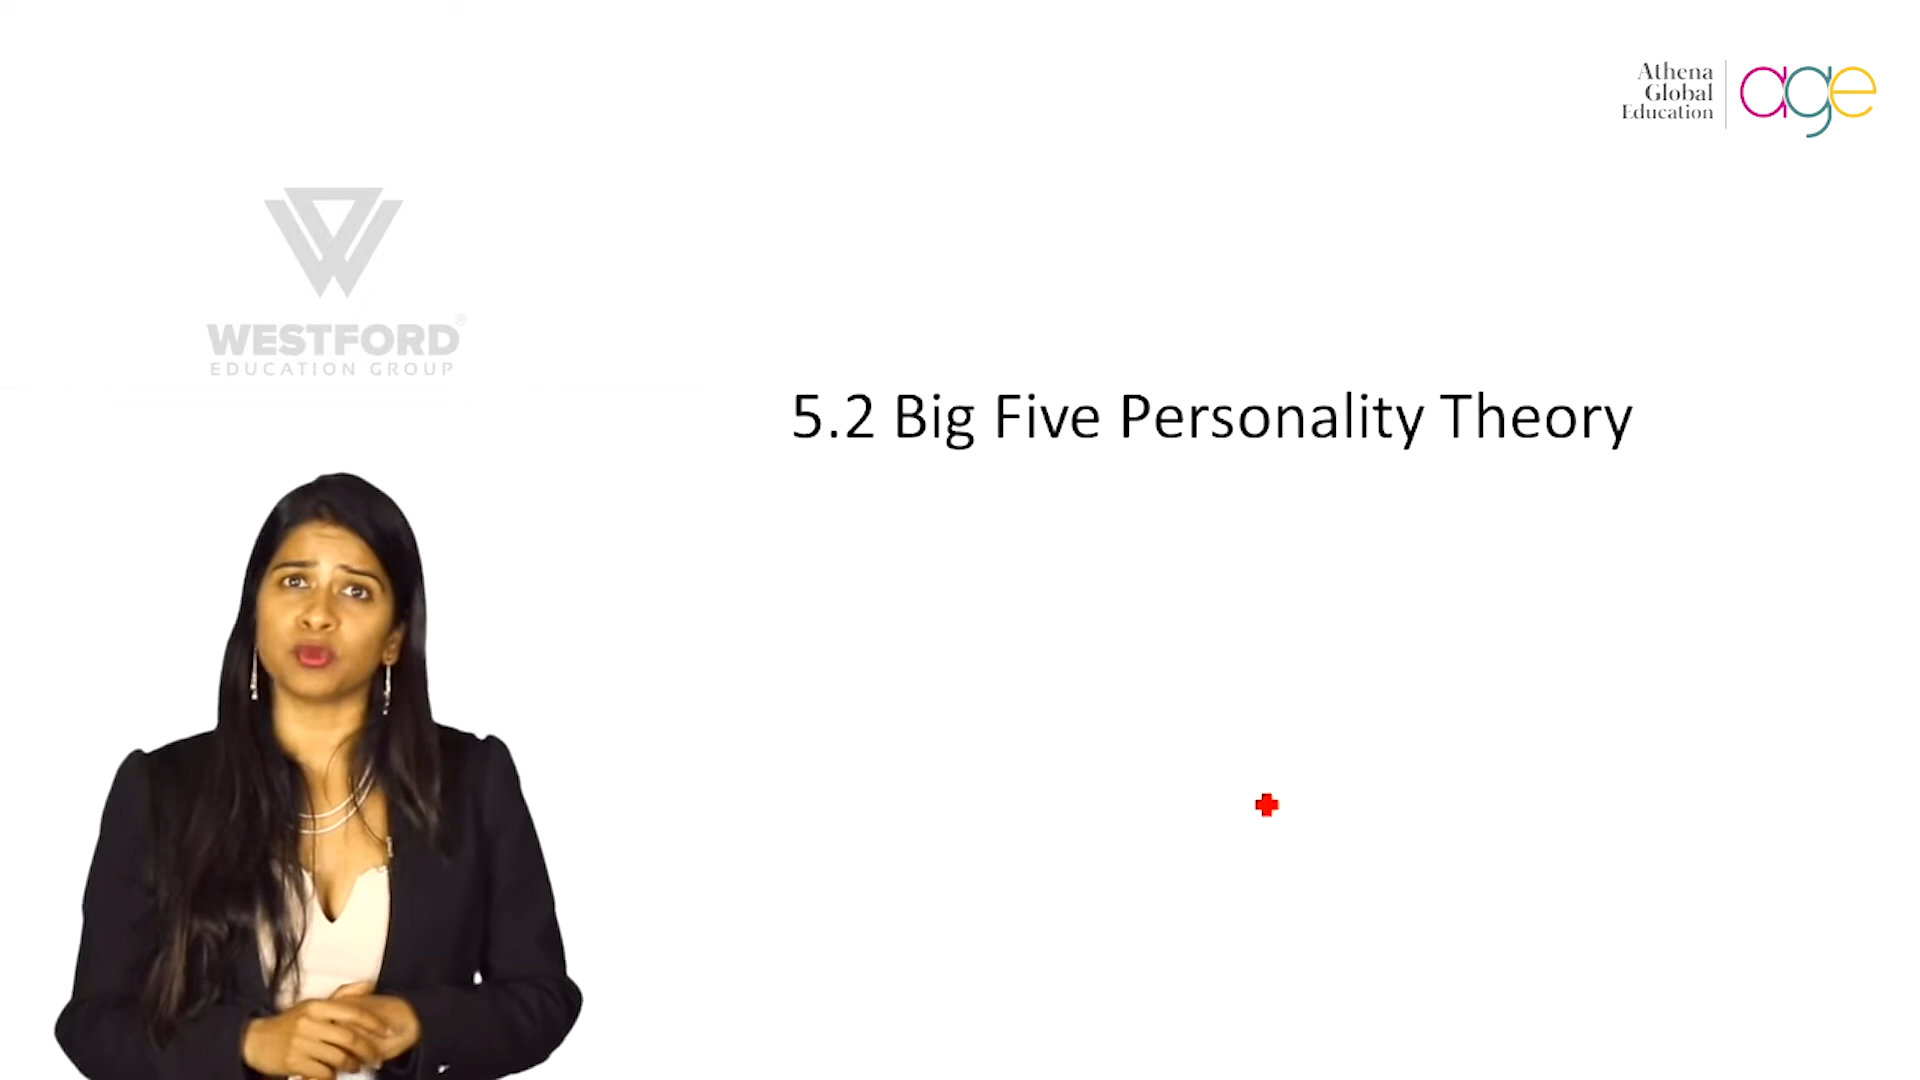 Athena
Global
Education
age
WESTFORD
EDUCATION GROUP
5.2 Big Five Personality Theory